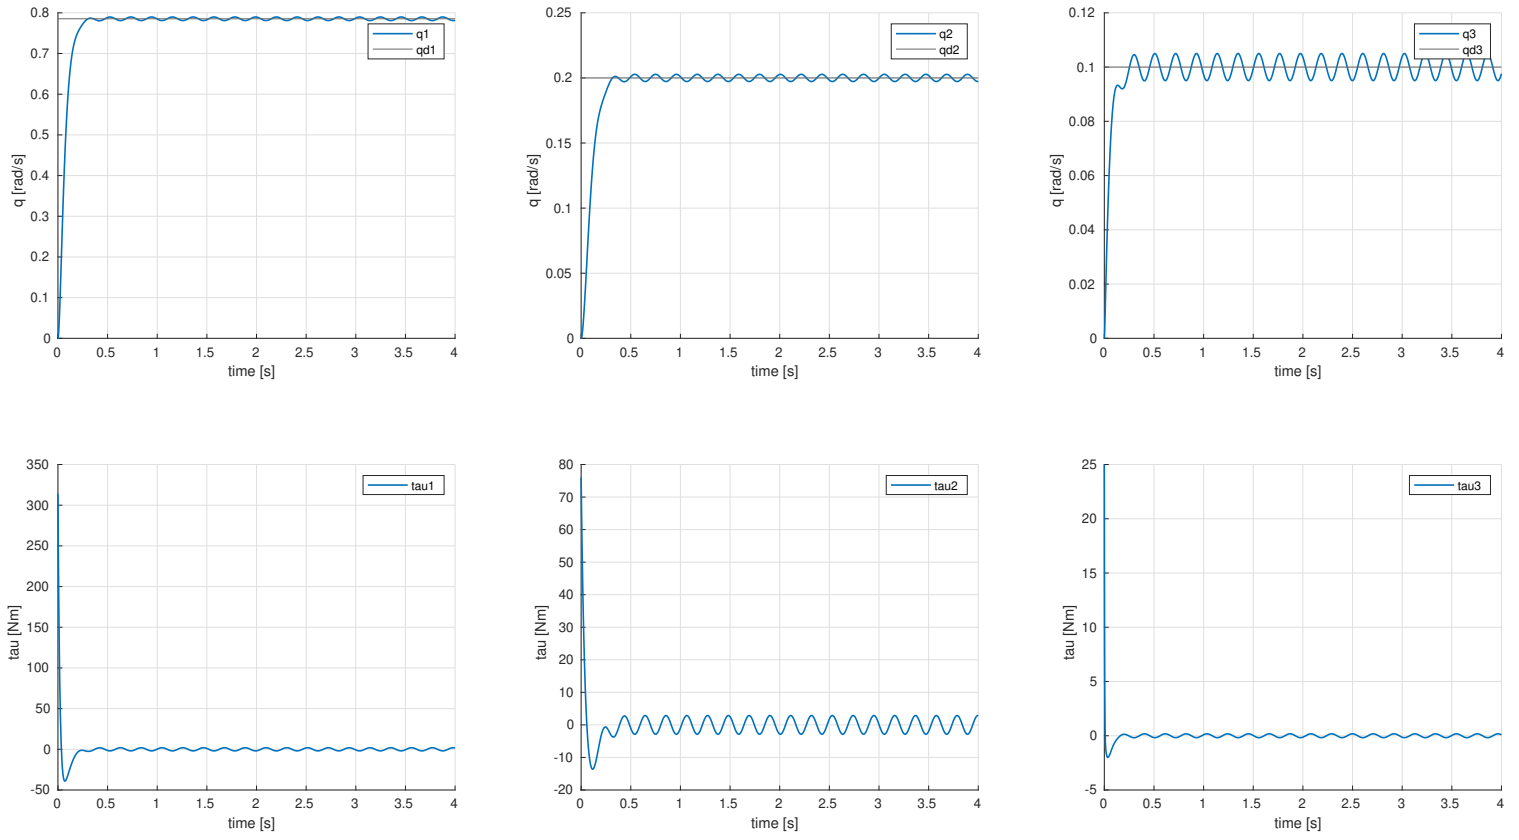 0.8
0.7
0.6
0.5
0.4
0.3
0.2
0.1
0
q [rad/s]
q1
qd1
0 0.5 1 1.5 2 2.5 3 3.5 4
time [s]
0.25
0.2
0.15
0.1
0.05
0
q [rad/s]
q2
qd2
0 0.5 1 1.5 2 2.5 3 3.5 4
time [s]
0.12
0.1
0.08
0.06
0.04
0.02
0
q [rad/s]
q3
qd3
0 0.5 1 1.5 2 2.5 3 3.5 4
time [s]
350
300
250
200
150
100
50
0
-50
tau [Nm]
tau1
0 0.5 1 1.5 2 2.5 3 3.5 4
time [s]
80
70
60
50
40
30
20
10
0
-10
-20
tau [Nm]
tau2
0 0.5 1 1.5 2 2.5 3 3.5 4
time [s]
25
20
15
10
5
0
-5
tau [Nm]
tau3
0 0.5 1 1.5 2 2.5 3 3.5 4
time [s]